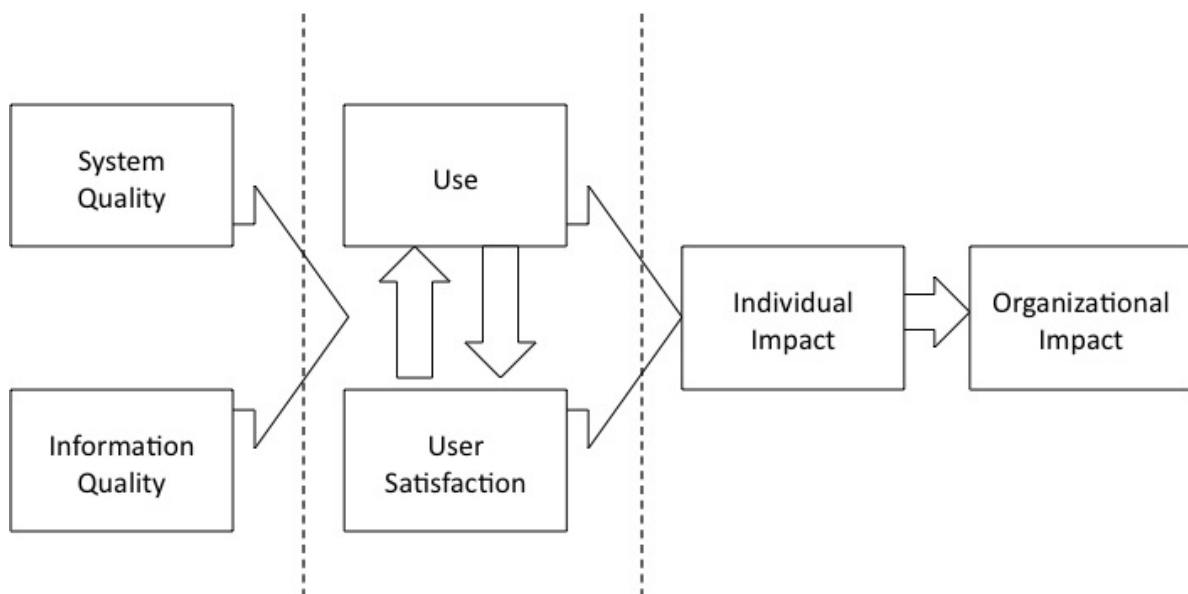 System
Quality
Use
Individual
Impact
Organizational
Impact
Information
Quality
User
Satisfaction